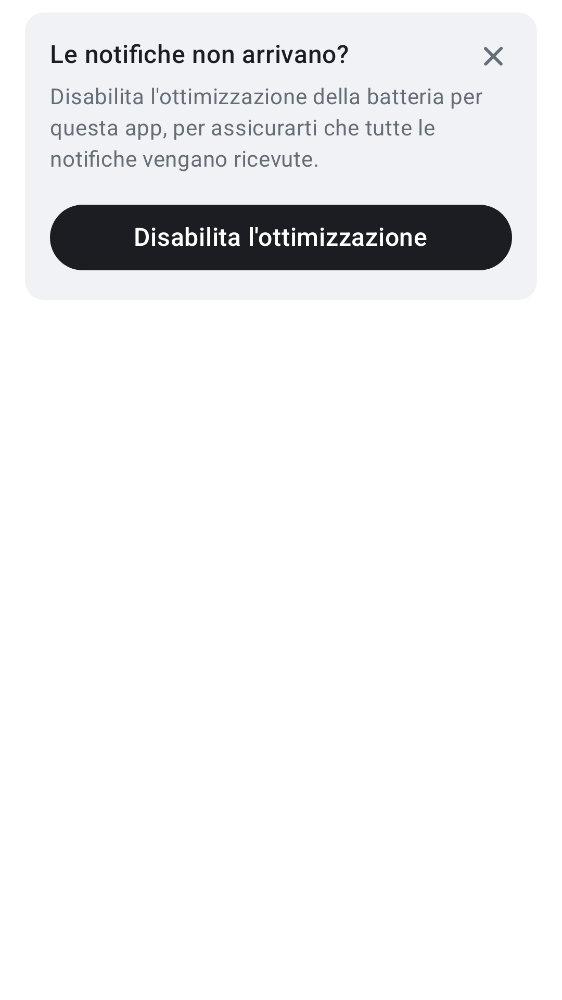 Le notifiche non arrivano?
Disabilita l'ottimizzazione della batteria per
questa app, per assicurarti che tutte le
notifiche vengano ricevute.
Disabilita l'ottimizzazione